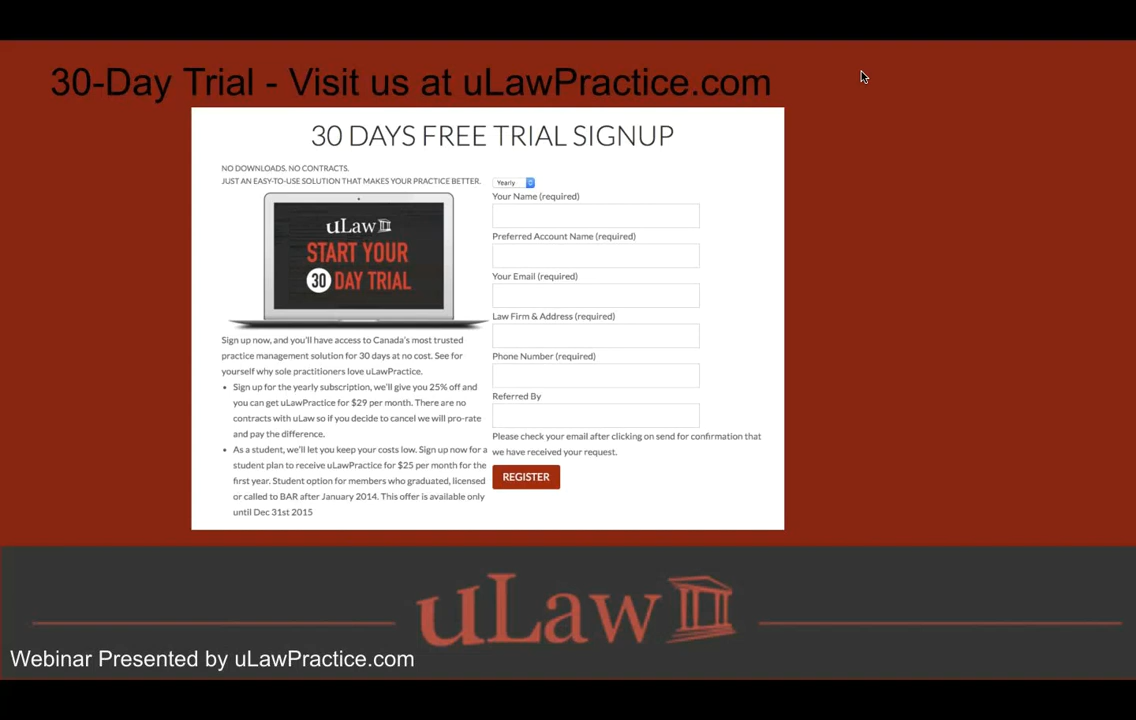 30-Day Trial - Visit us at uLawPractice.com
30 DAYS FREE TRIAL SIGNUP
NO DOWNLOADS. NO CONTRACTS.
JUST AN EASY-TO-USE SOLUTION THAT MAKES YOUR PRACTICE BETTER.
uLaw
START YOUR
30 DAY TRIAL
Sign up now, and you'll have access to Canada's most trusted
practice management solution for 30 days at no cost. See for
yourself why sole practitioners love uLawPractice.
• Sign up for the yearly subscription, we'll give you 25% off and
you can get uLawPractice for $29 per month. There are no
contracts with uLaw so if you decide to cancel we will pro-rate
and pay the difference.
• As a student, we'll let you keep your costs low. Sign up now for a
student plan to receive uLawPractice for $25 per month for the
first year. Student option for members who graduated, licensed
or called to BAR after January 2014. This offer is available only
until Dec 31st 2015
Yearly
Your Name (required)
Preferred Account Name (required)
Your Email (required)
Law Firm & Address (required)
Phone Number (required)
Referred By
Please check your email after clicking on send for confirmation that
we have received your request.
REGISTER
uLaw
Webinar Presented by uLawPractice.com